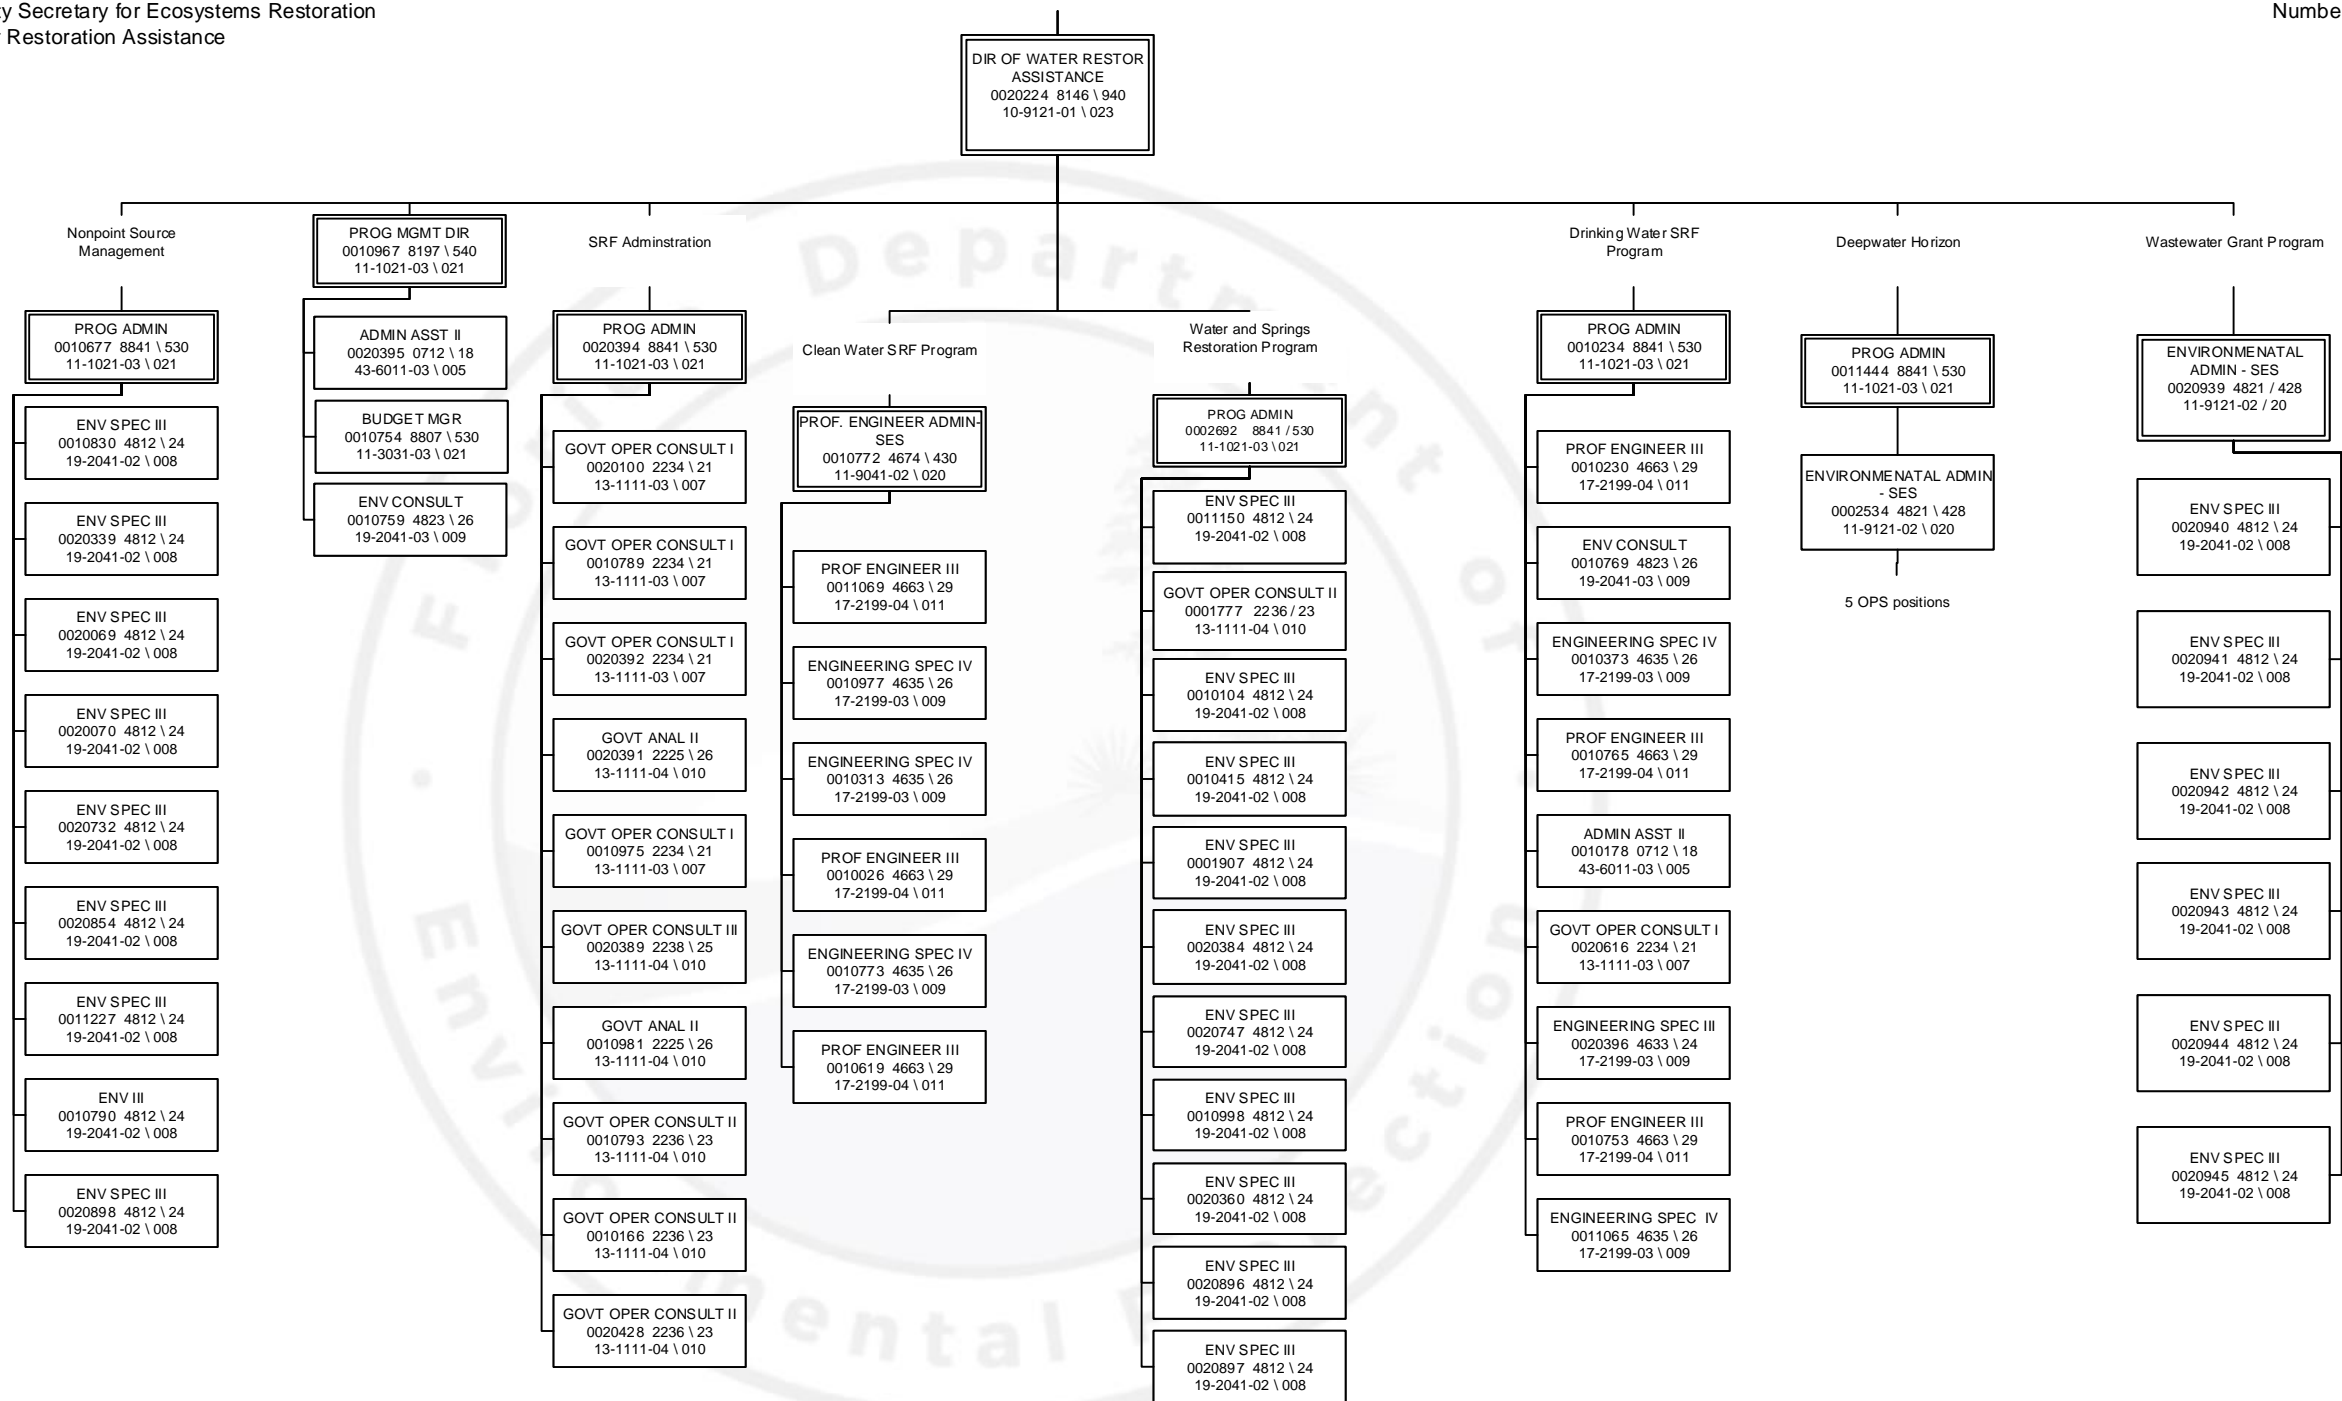 y Secretary for Ecosystems Restoration
Restoration Assistance
Numbe
DIR OF WATER RESTOR
ASSISTANCE
0020224 8146 \ 940
10-9121-01 \ 023
Nonpoint Source
Management
PROG ADMIN
0010677 8841 \ 530
11-1021-03 \ 021
ENV SPEC III
0010830 4812 \ 24
19-2041-02 \ 008
ENV SPEC III
0020339 4812 \ 24
19-2041-02 \ 008
ENV SPEC III
0020069 4812 \ 24
19-2041-02 \ 008
ENV SPEC III
0020070 4812 \ 24
19-2041-02 \ 008
ENV SPEC III
0020732 4812 \ 24
19-2041-02 \ 008
ENV SPEC III
0020854 4812 \ 24
19-2041-02 \ 008
ENV SPEC III
0011227 4812 \ 24
19-2041-02 \ 008
ENV III
0010790 4812 \ 24
19-2041-02 \ 008
ENV SPEC III
0020898 4812 \ 24
19-2041-02 \ 008
PROG MGMT DIR
0010967 8197 \ 540
11-1021-03 \ 021
ADMIN ASST II
0020395 0712 \ 18
43-6011-03 \ 005
BUDGET MGR
0010754 8807 \ 530
11-3031-03 \ 021
ENV CONSULT
0010759 4823 \ 26
19-2041-03 \ 009
SRF Adminstration
PROG ADMIN
0020394 8841 \ 530
11-1021-03 \ 021
GOVT OPER CONSULT I
0020100 2234 \ 21
13-1111-03 \ 007
GOVT OPER CONSULT I
0010789 2234 \ 21
13-1111-03 \ 007
GOVT OPER CONSULT I
0020392 2234 \ 21
13-1111-03 \ 007
GOVT ANAL II
0020391 2225 \ 26
13-1111-04 \ 010
GOVT OPER CONSULT I
0010975 2234 \ 21
13-1111-03 \ 007
GOVT OPER CONSULT III
0020389 2238 \ 25
13-1111-04 \ 010
GOVT ANAL II
0010981 2225 \ 26
13-1111-04 \ 010
GOVT OPER CONSULT II
0010793 2236 \ 23
13-1111-04 \ 010
GOVT OPER CONSULT II
0010166 2236 \ 23
13-1111-04 \ 010
GOVT OPER CONSULT II
0020428 2236 \ 23
13-1111-04 \ 010
Clean Water SRF Program
PROF. ENGINEER ADMIN-
SES
0010772 4674 \ 430
11-9041-02 \ 020
PROF ENGINEER III
0011069 4663 \ 29
17-2199-04 \ 011
ENGINEERING SPEC IV
0010977 4635 \ 26
17-2199-03 \ 009
ENGINEERING SPEC IV
0010313 4635 \ 26
17-2199-03 \ 009
PROF ENGINEER III
0010026 4663 \ 29
17-2199-04 \ 011
ENGINEERING SPEC IV
0010773 4635 \ 26
17-2199-03 \ 009
PROF ENGINEER III
0010619 4663 \ 29
17-2199-04 \ 011
Water and Springs
Restoration Program
PROG ADMIN
0002692 8841 / 530
11-1021-03 \ 021
ENV SPEC III
0011150 4812 \ 24
19-2041-02 \ 008
GOVT OPER CONSULT II
0001777 2236 / 23
13-1111-04 \ 010
ENV SPEC III
0010104 4812 \ 24
19-2041-02 \ 008
ENV SPEC III
0010415 4812 \ 24
19-2041-02 \ 008
ENV SPEC III
0001907 4812 \ 24
19-2041-02 \ 008
ENV SPEC III
0020384 4812 \ 24
19-2041-02 \ 008
ENV SPEC III
0020747 4812 \ 24
19-2041-02 \ 008
ENV SPEC III
0010998 4812 \ 24
19-2041-02 \ 008
ENV SPEC III
0020360 4812 \ 24
19-2041-02 \ 008
ENV SPEC III
0020896 4812 \ 24
19-2041-02 \ 008
ENV SPEC III
0020897 4812 \ 24
19-2041-02 \ 008
Drinking Water SRF
Program
PROG ADMIN
0010234 8841 \ 530
11-1021-03 \ 021
PROF ENGINEER III
0010230 4663 \ 29
17-2199-04 \ 011
ENV CONSULT
0010769 4823 \ 26
19-2041-03 \ 009
ENGINEERING SPEC IV
0010373 4635 \ 26
17-2199-03 \ 009
PROF ENGINEER III
0010765 4663 \ 29
17-2199-04 \ 011
ADMIN ASST II
0010178 0712 \ 18
43-6011-03 \ 005
GOVT OPER CONSULT I
0020616 2234 \ 21
13-1111-03 \ 007
ENGINEERING SPEC III
0020396 4633 \ 24
17-2199-03 \ 009
PROF ENGINEER III
0010753 4663 \ 29
17-2199-04 \ 011
ENGINEERING SPEC IV
0011065 4635 \ 26
17-2199-03 \ 009
Deepwater Horizon
PROG ADMIN
0011444 8841 \ 530
11-1021-03 \ 021
ENVIRONMENATAL ADMIN
- SES
0002534 4821 \ 428
11-9121-02 \ 020
5 OPS positions
Wastewater Grant Program
ENVIRONMENATAL
ADMIN - SES
0020939 4821 / 428
11-9121-02 / 20
ENV SPEC III
0020940 4812 \ 24
19-2041-02 \ 008
ENV SPEC III
0020941 4812 \ 24
19-2041-02 \ 008
ENV SPEC III
0020942 4812 \ 24
19-2041-02 \ 008
ENV SPEC III
0020943 4812 \ 24
19-2041-02 \ 008
ENV SPEC III
0020944 4812 \ 24
19-2041-02 \ 008
ENV SPEC III
0020945 4812 \ 24
19-2041-02 \ 008